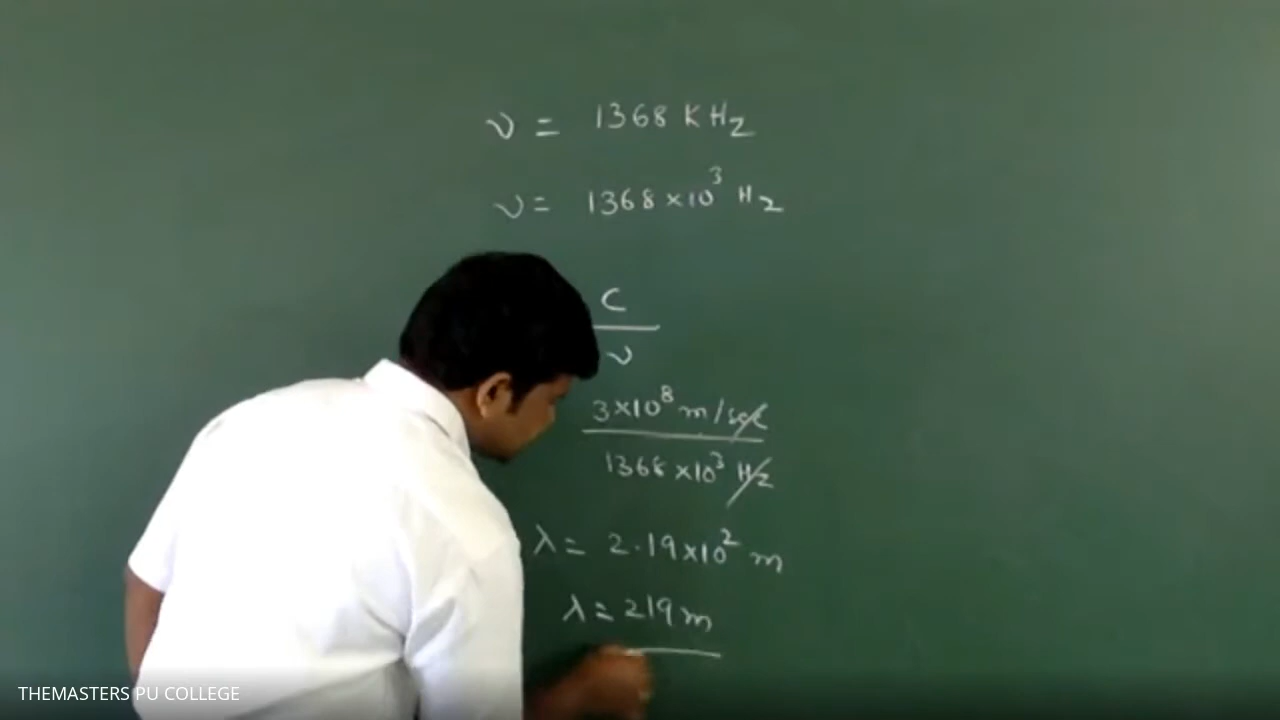 ν = 1368 KHz
ν = 1368 × 10³ Hz
C
ν
3×10⁸ m/sec
1368 ×10³ Hz
λ = 2.19×10² m
λ = 219 m
THEMASTERS PU COLLEGE